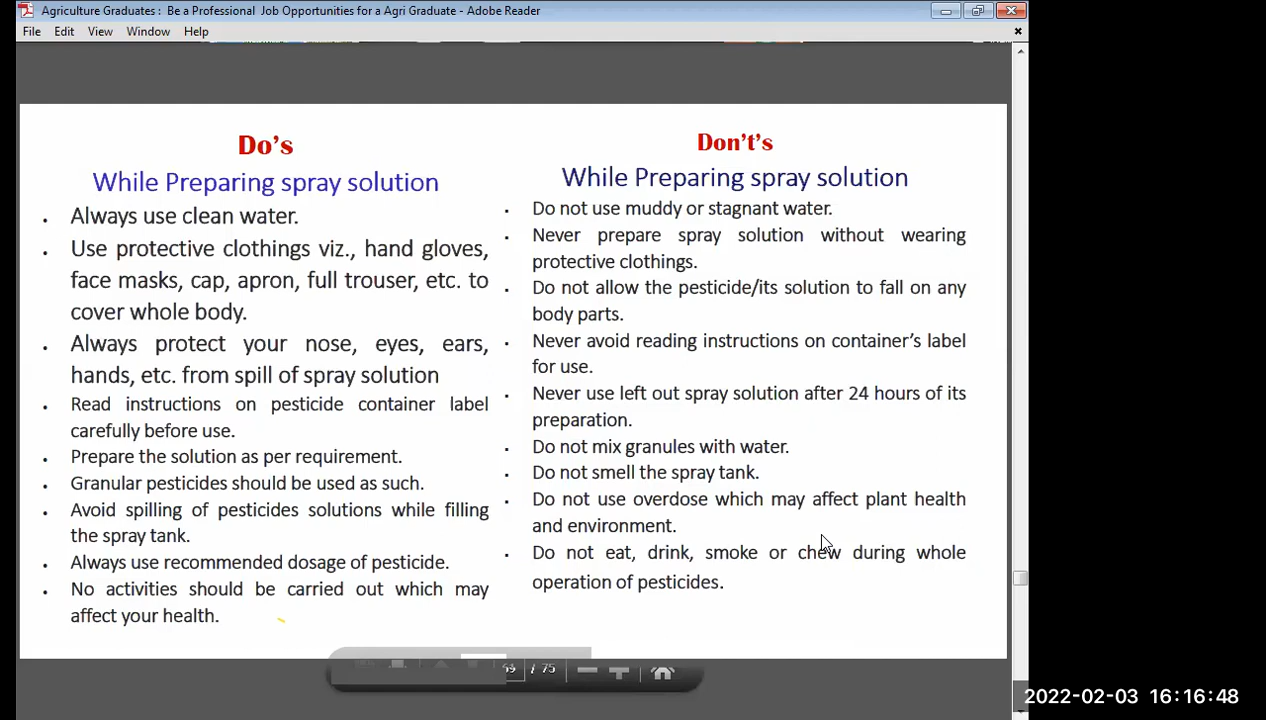 Agriculture Graduates : Be a Professional Job Opportunities for a Agri Graduate - Adobe Reader
File Edit View Window Help
Do's
While Preparing spray solution
• Always use clean water.
• Use protective clothings viz., hand gloves,
face masks, cap, apron, full trouser, etc. to
cover whole body.
• Always protect your nose, eyes, ears,
hands, etc. from spill of spray solution
• Read instructions on pesticide container label
carefully before use.
• Prepare the solution as per requirement.
• Granular pesticides should be used as such.
• Avoid spilling of pesticides solutions while filling
the spray tank.
• Always use recommended dosage of pesticide.
• No activities should be carried out which may
affect your health.
Don't's
While Preparing spray solution
• Do not use muddy or stagnant water.
• Never prepare spray solution without wearing
protective clothings.
• Do not allow the pesticide/its solution to fall on any
body parts.
• Never avoid reading instructions on container's label
for use.
• Never use left out spray solution after 24 hours of its
preparation.
• Do not mix granules with water.
• Do not smell the spray tank.
• Do not use overdose which may affect plant health
and environment.
• Do not eat, drink, smoke or chew during whole
operation of pesticides.
/ 75
2022-02-03 16:16:48